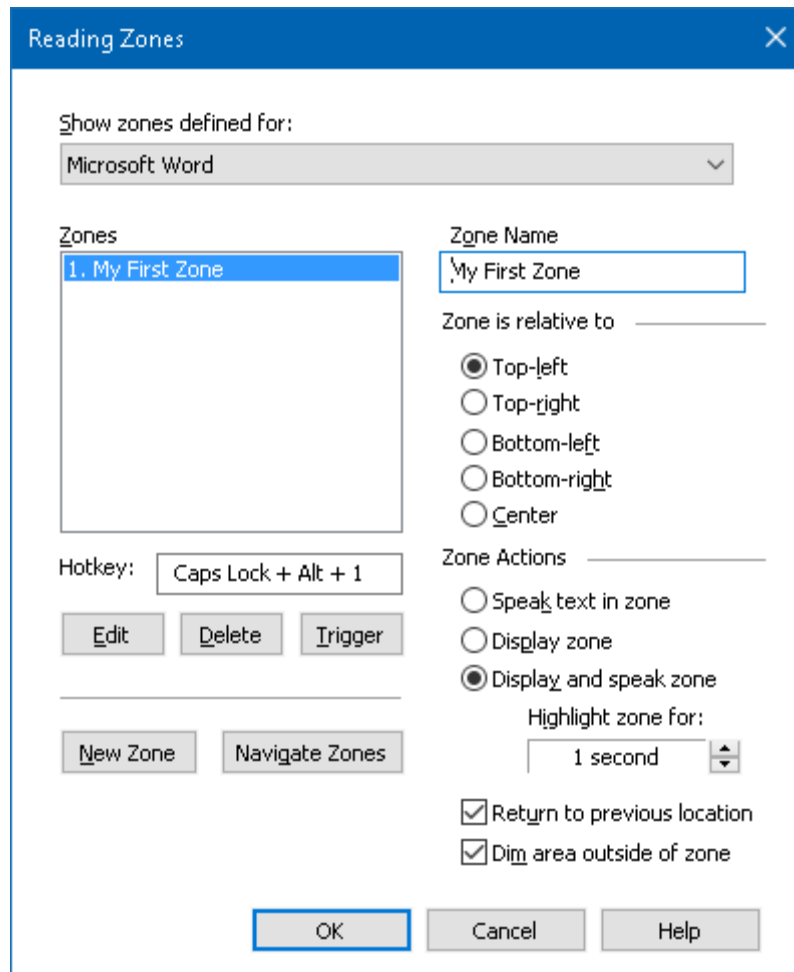 Reading Zones
Show zones defined for:
Microsoft Word
Zones
1. My First Zone
Hotkey:
Caps Lock + Alt + 1
Edit
Delete
Trigger
New Zone
Navigate Zones
Zone Name
My First Zone
Zone is relative to
Top-left
Top-right
Bottom-left
Bottom-right
Center
Zone Actions
Speak text in zone
Display zone
Display and speak zone
Highlight zone for:
1 second
Return to previous location
Dim area outside of zone
OK
Cancel
Help